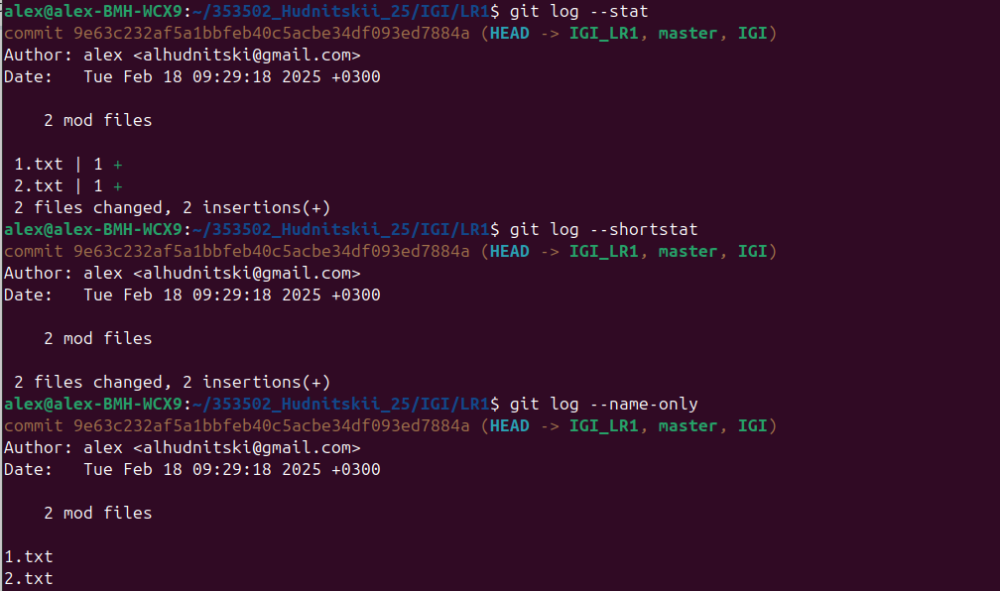 alex@alex-BMH-WCX9:~/353502_Hudnitskii_25/IGI/LR1$ git log --stat
commit 9e63c232af5a1bbfeb40c5acbe34df093ed7884a (HEAD -> IGI_LR1, master, IGI)
Author: alex <alhudnitski@gmail.com>
Date:   Tue Feb 18 09:29:18 2025 +0300

    2 mod files

 1.txt | 1 +
 2.txt | 1 +
 2 files changed, 2 insertions(+)
alex@alex-BMH-WCX9:~/353502_Hudnitskii_25/IGI/LR1$ git log --shortstat
commit 9e63c232af5a1bbfeb40c5acbe34df093ed7884a (HEAD -> IGI_LR1, master, IGI)
Author: alex <alhudnitski@gmail.com>
Date:   Tue Feb 18 09:29:18 2025 +0300

    2 mod files

 2 files changed, 2 insertions(+)
alex@alex-BMH-WCX9:~/353502_Hudnitskii_25/IGI/LR1$ git log --name-only
commit 9e63c232af5a1bbfeb40c5acbe34df093ed7884a (HEAD -> IGI_LR1, master, IGI)
Author: alex <alhudnitski@gmail.com>
Date:   Tue Feb 18 09:29:18 2025 +0300

    2 mod files

1.txt
2.txt